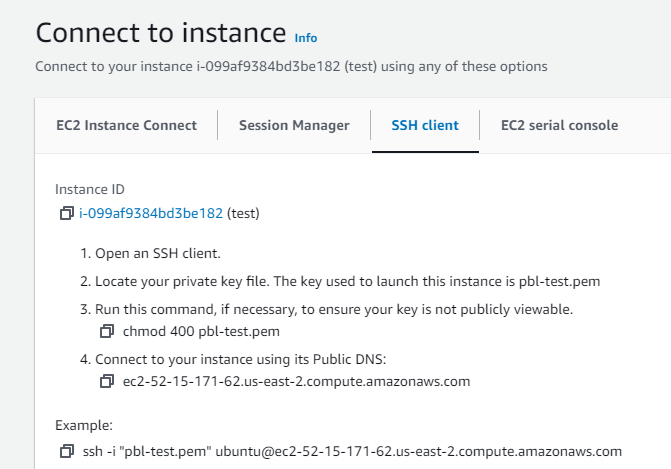 Connect to instance Info
Connect to your instance i-099af9384bd3be182 (test) using any of these options
EC2 Instance Connect Session Manager SSH client EC2 serial console
Instance ID
i-099af9384bd3be182 (test)
1. Open an SSH client.
2. Locate your private key file. The key used to launch this instance is pbl-test.pem
3. Run this command, if necessary, to ensure your key is not publicly viewable.
chmod 400 pbl-test.pem
4. Connect to your instance using its Public DNS:
ec2-52-15-171-62.us-east-2.compute.amazonaws.com
Example:
ssh -i "pbl-test.pem" ubuntu@ec2-52-15-171-62.us-east-2.compute.amazonaws.com